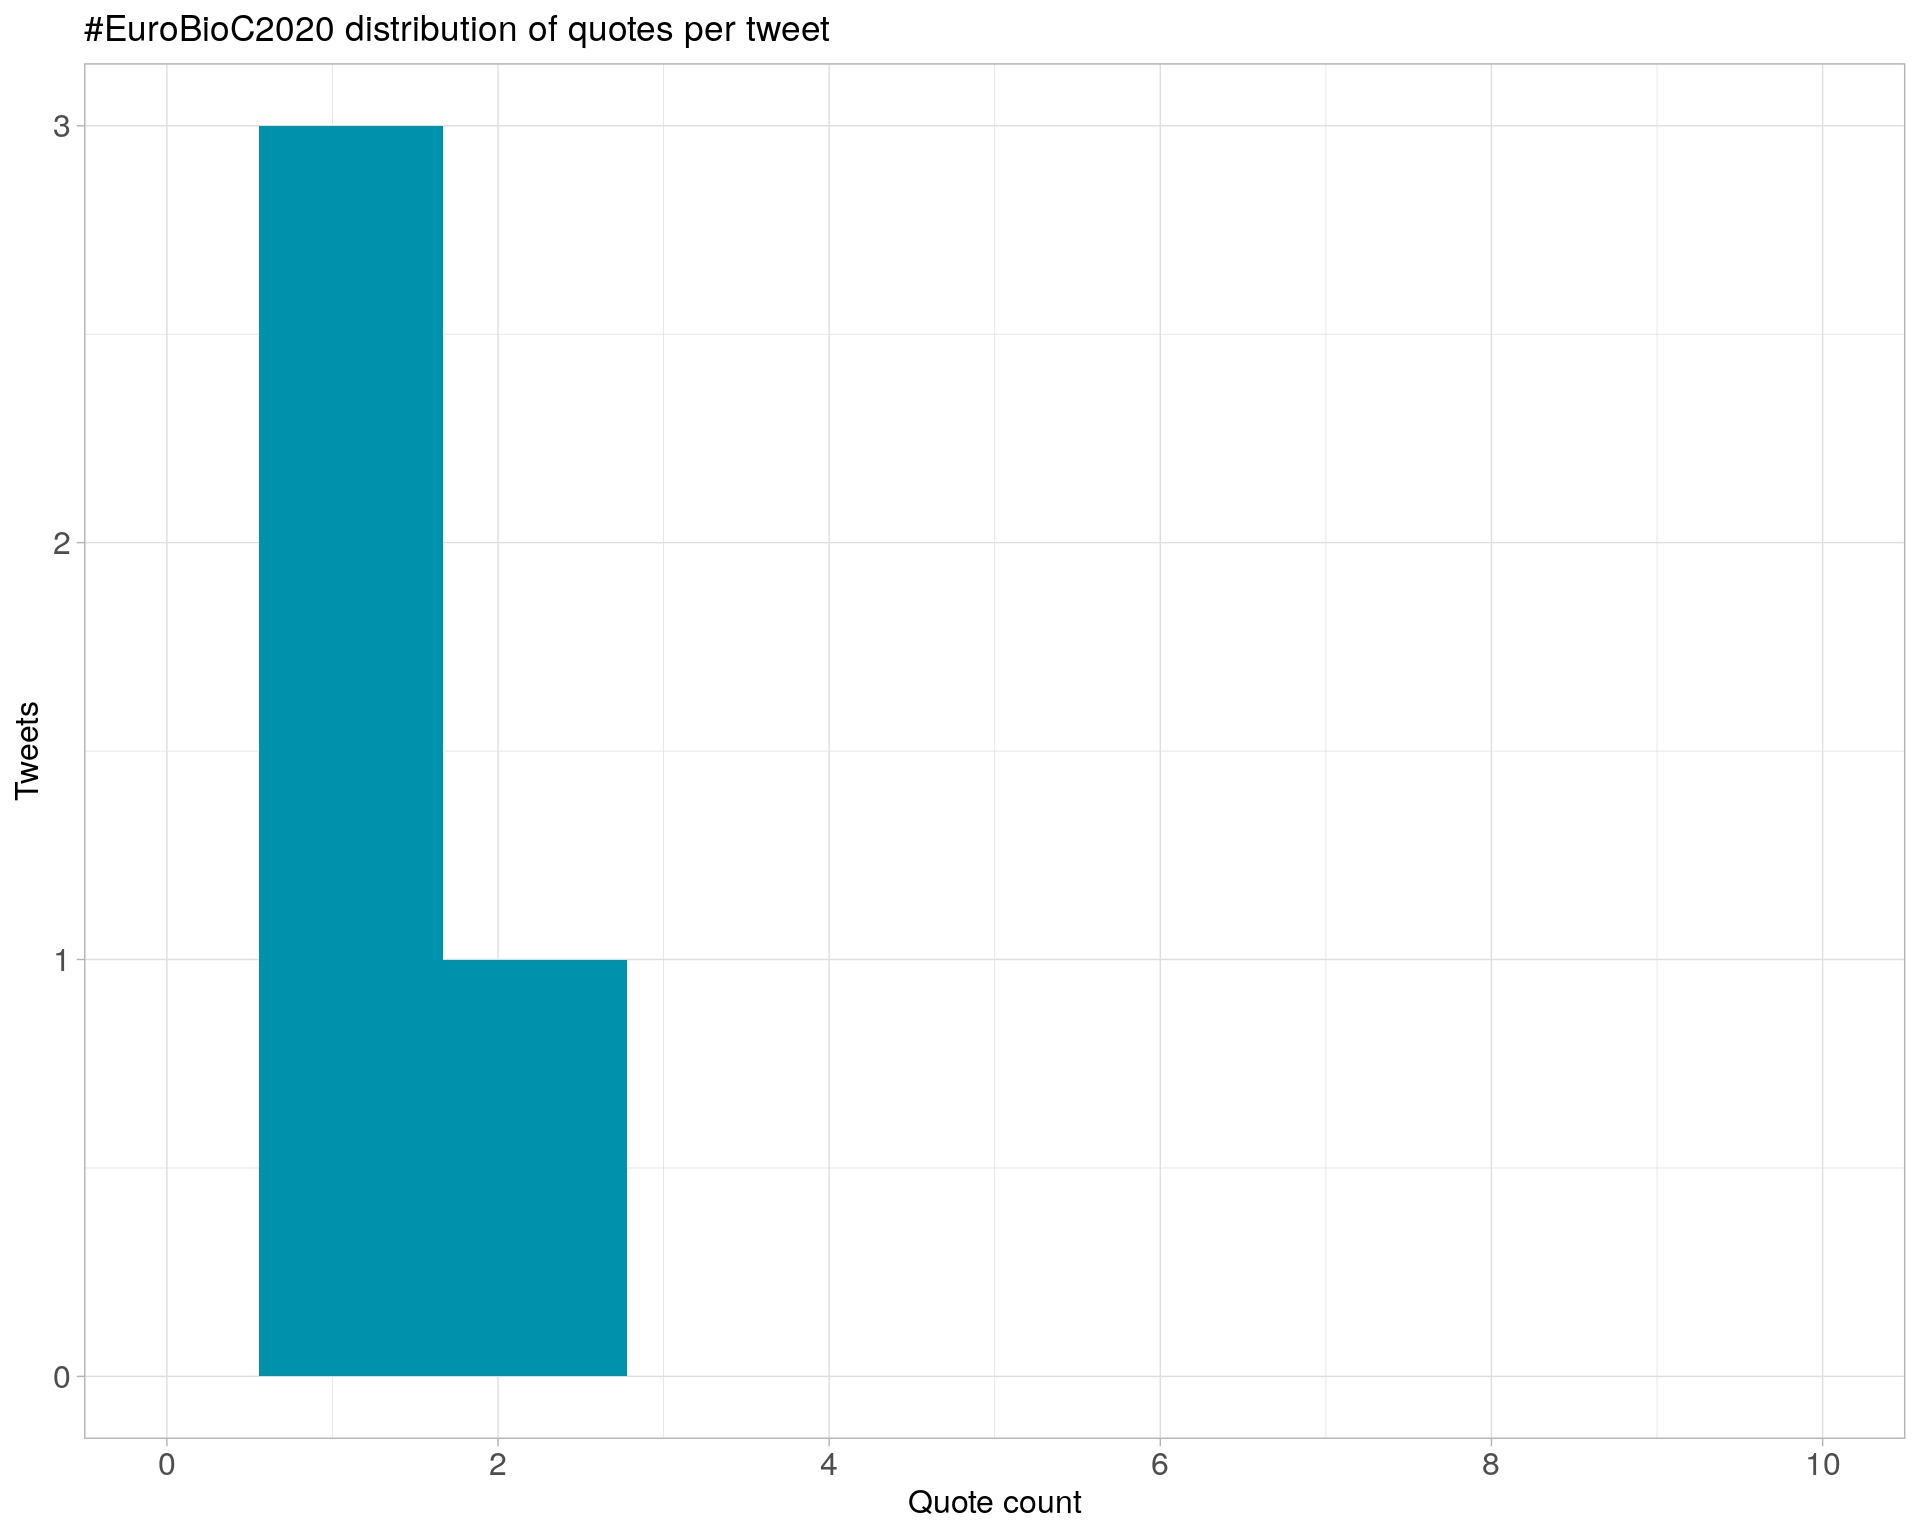 #EuroBioC2020 distribution of quotes per tweet
3
2
1
0
Tweets
0 2 4 6 8 10
Quote count